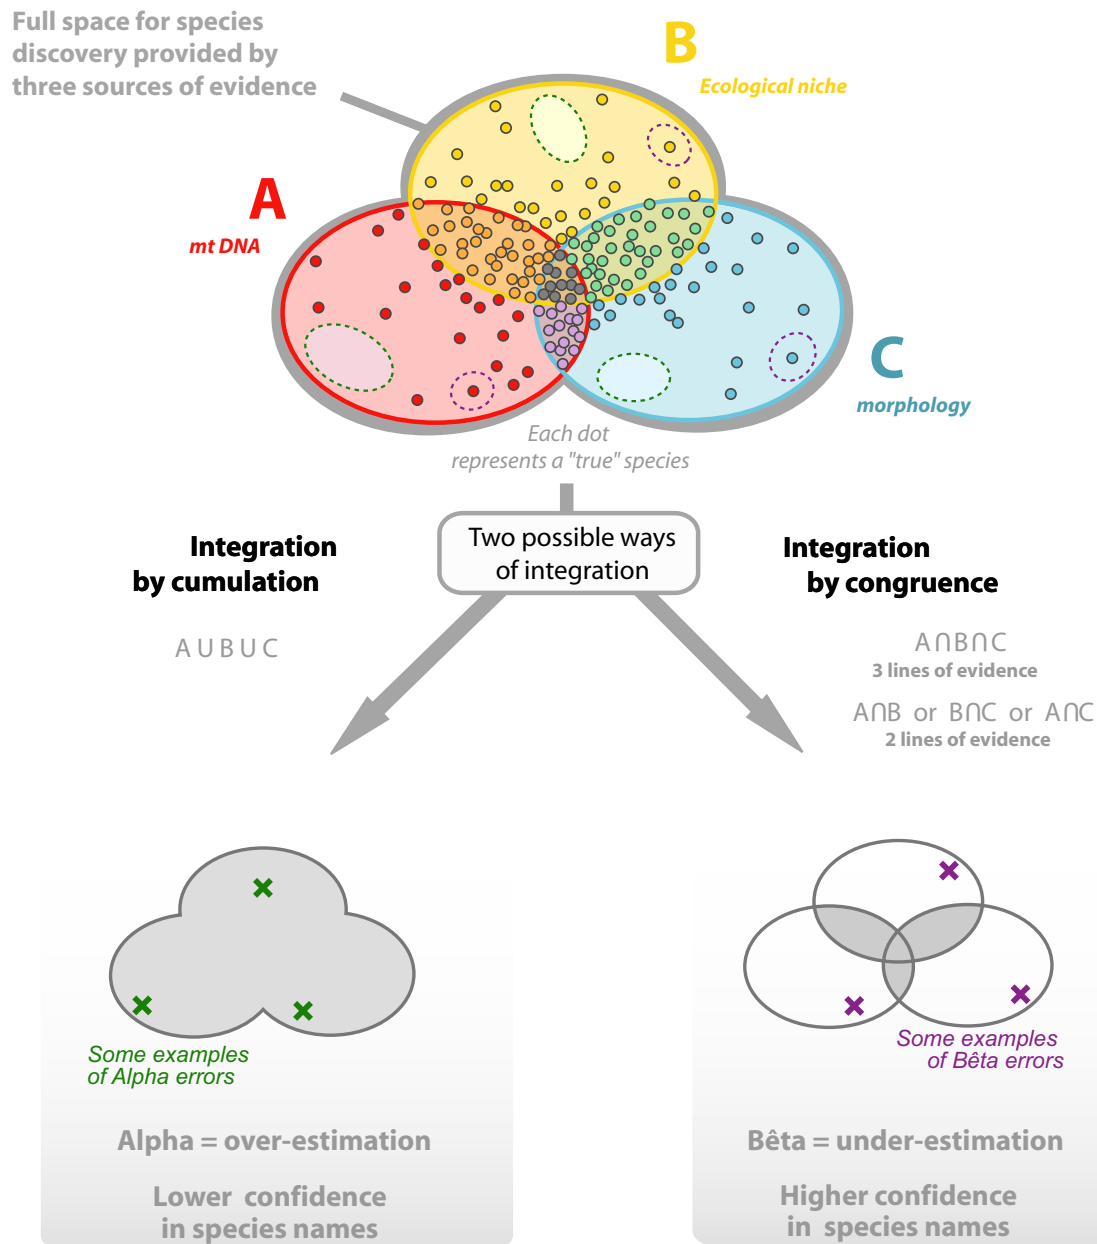 Full space for species
discovery provided by
three sources of evidence
B
Ecological niche
A
mt DNA
C
morphology
Each dot
represents a "true" species
Two possible ways
of integration
Integration
by cumulation
A U B U C
Integration
by congruence
A∩B∩C
3 lines of evidence
A∩B or B∩C or A∩C
2 lines of evidence
Some examples
of Alpha errors
Alpha = over-estimation
Lower confidence
in species names
Some examples
of Bêta errors
Bêta = under-estimation
Higher confidence
in species names